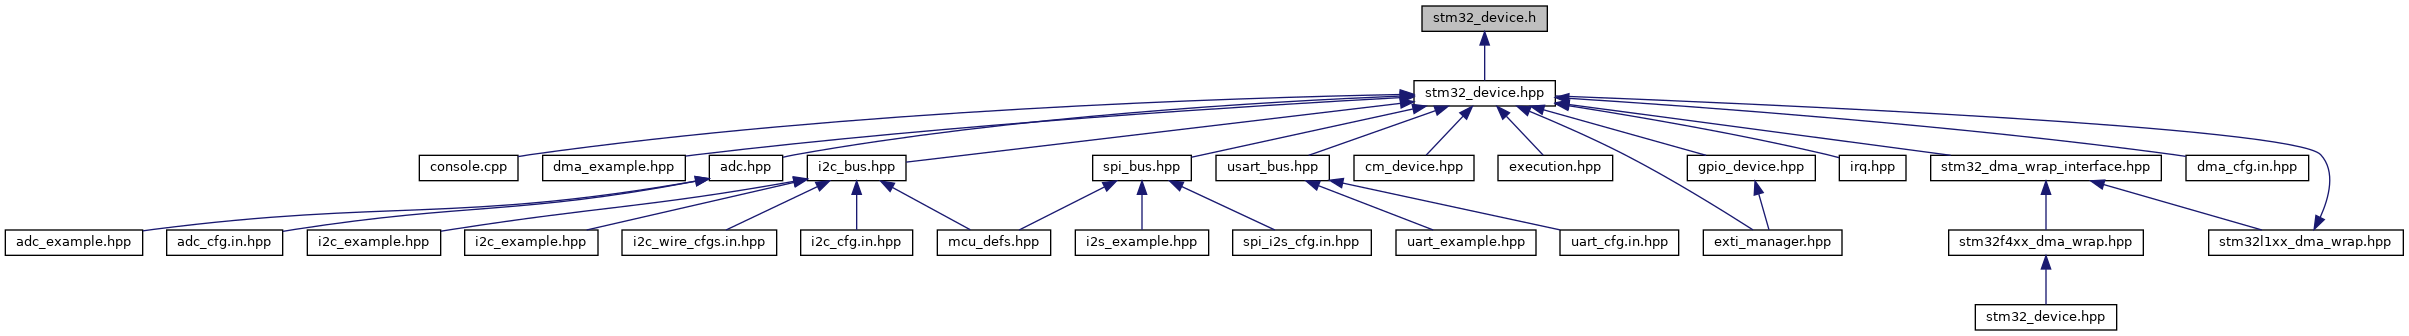 stm32_device.h
stm32_device.hpp
console.cpp
dma_example.hpp
adc.hpp
i2c_bus.hpp
spi_bus.hpp
usart_bus.hpp
cm_device.hpp
execution.hpp
gpio_device.hpp
irq.hpp
stm32_dma_wrap_interface.hpp
dma_cfg.in.hpp
adc_example.hpp
adc_cfg.in.hpp
i2c_example.hpp
i2c_example.hpp
i2c_wire_cfgs.in.hpp
i2c_cfg.in.hpp
mcu_defs.hpp
i2s_example.hpp
spi_i2s_cfg.in.hpp
uart_example.hpp
uart_cfg.in.hpp
exti_manager.hpp
stm32f4xx_dma_wrap.hpp
stm32l1xx_dma_wrap.hpp
stm32_device.hpp